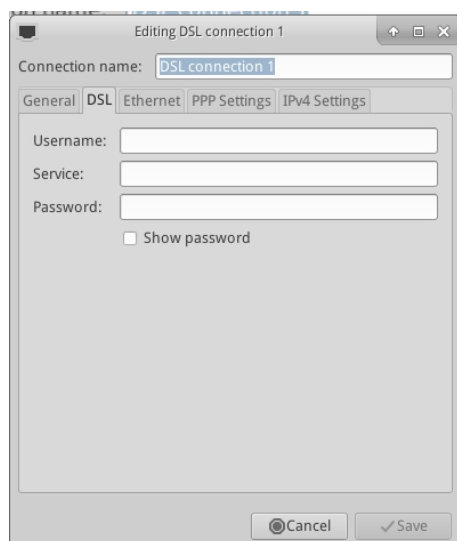 Editing DSL connection 1
Connection name: DSL connection 1
General DSL Ethernet PPP Settings IPv4 Settings
Username:
Service:
Password:
Show password
Cancel Save